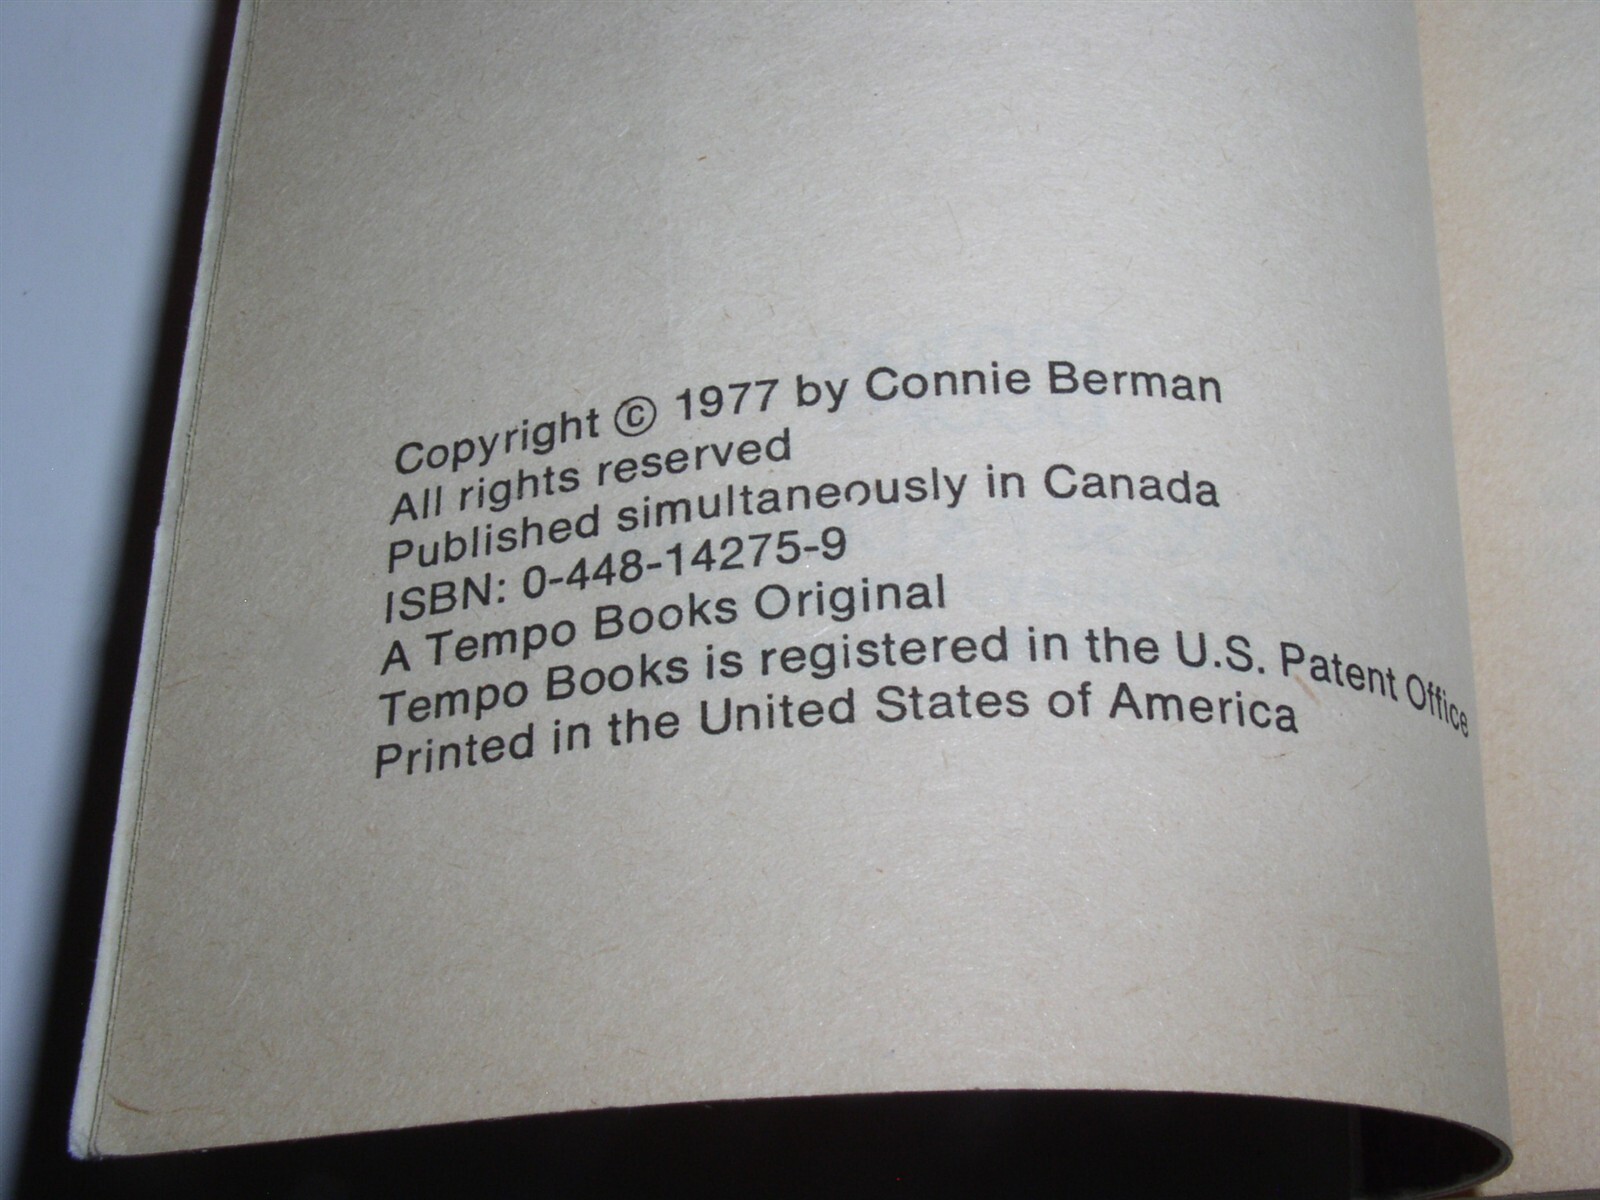 Copyright © 1977 by Connie Berman
All rights reserved
Published simultaneously in Canada
ISBN: 0-448-14275-9
A Tempo Books Original
Tempo Books is registered in the U.S. Patent Office
Printed in the United States of America